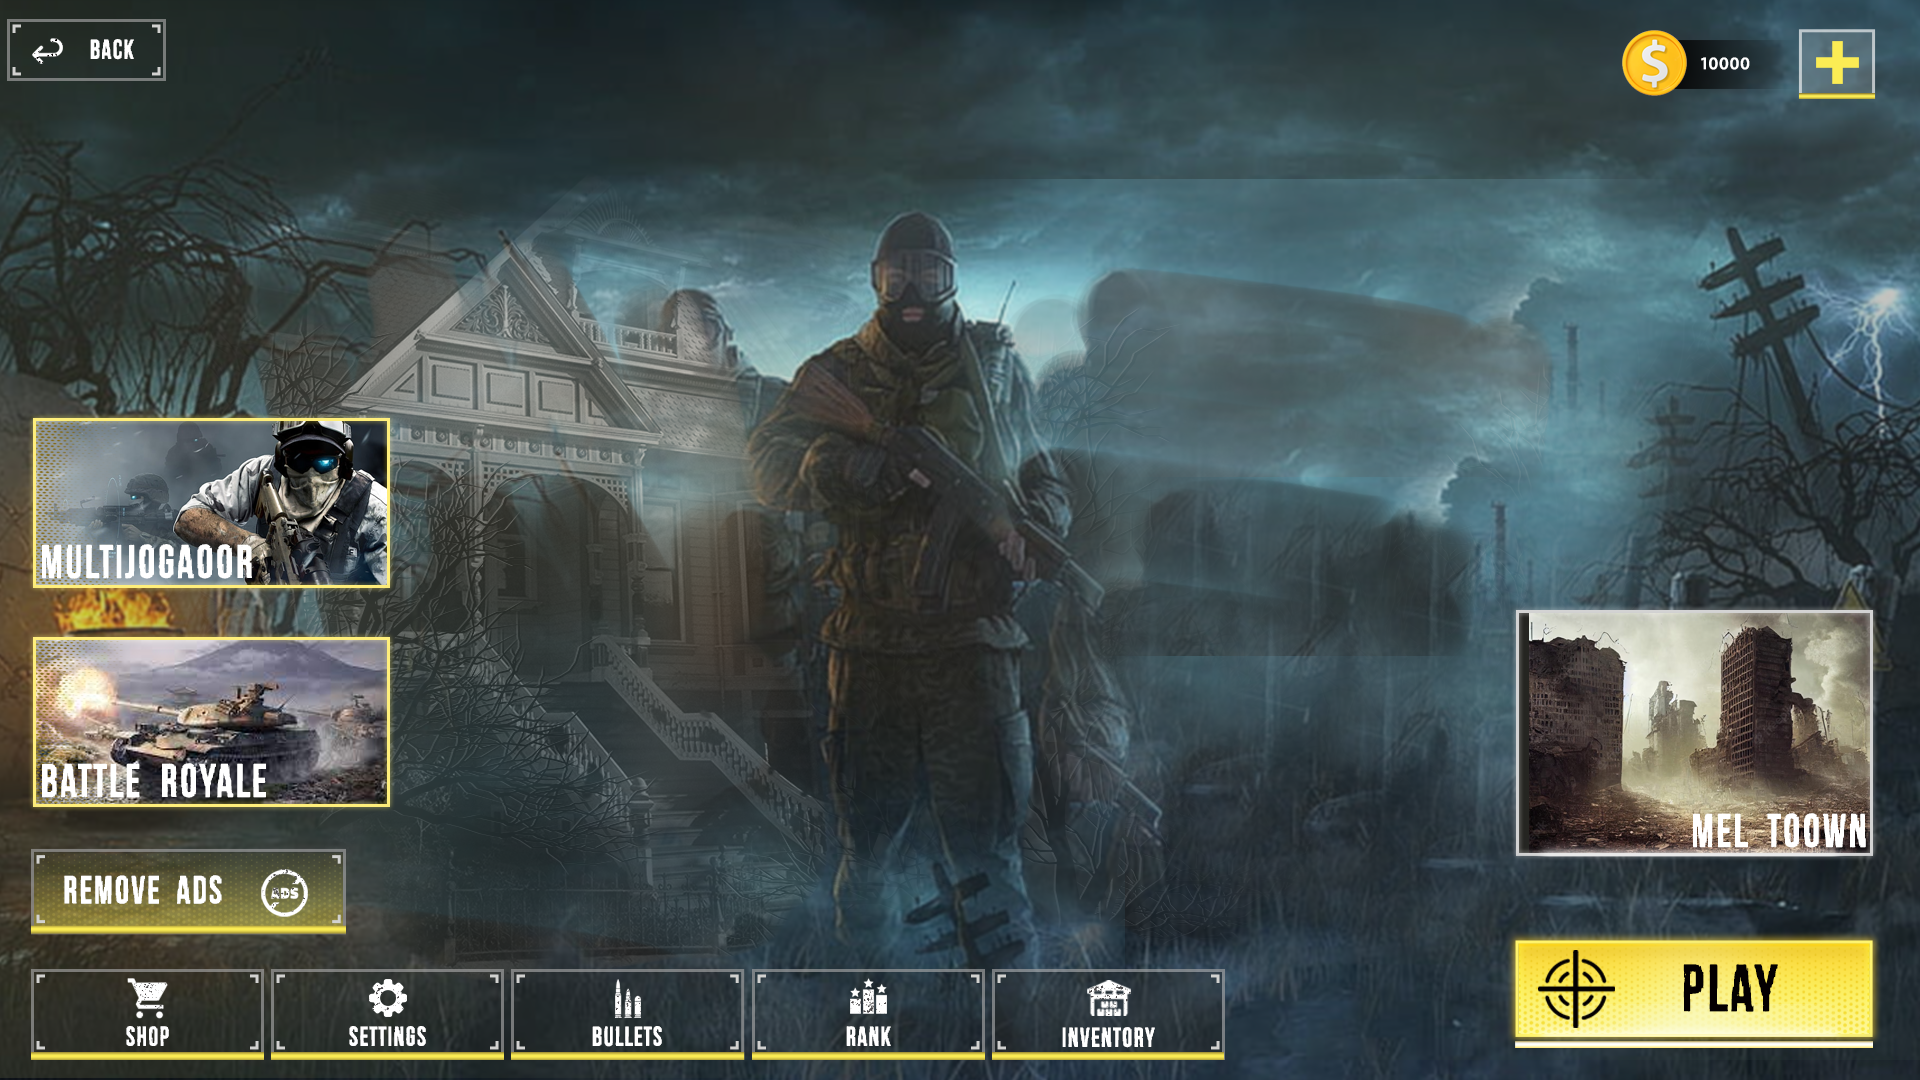 BACK
10000
MULTIJOGAOOR
BATTLE ROYALE
MEL TOOWN
REMOVE ADS
ADS
PLAY
SHOP
SETTINGS
BULLETS
RANK
INVENTORY